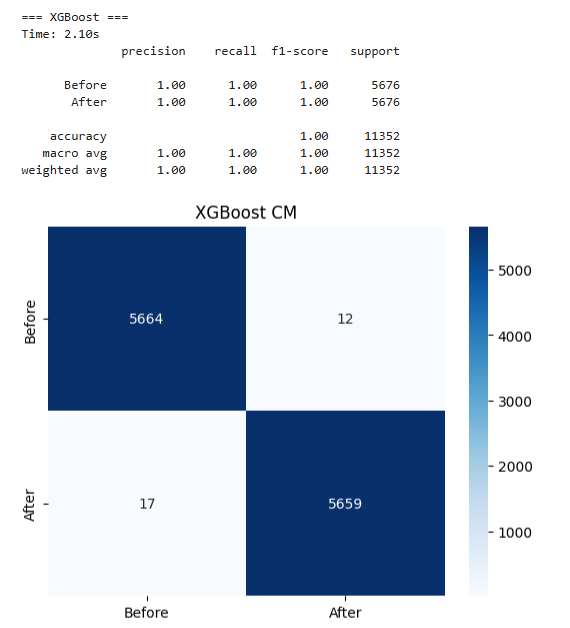 === XGBoost ===
Time: 2.10s
precision recall f1-score support
Before 1.00 1.00 1.00 5676
After 1.00 1.00 1.00 5676
accuracy 1.00 11352
macro avg 1.00 1.00 1.00 11352
weighted avg 1.00 1.00 1.00 11352
XGBoost CM
Before
5664 12
After
17 5659
Before After
5000
4000
3000
2000
1000